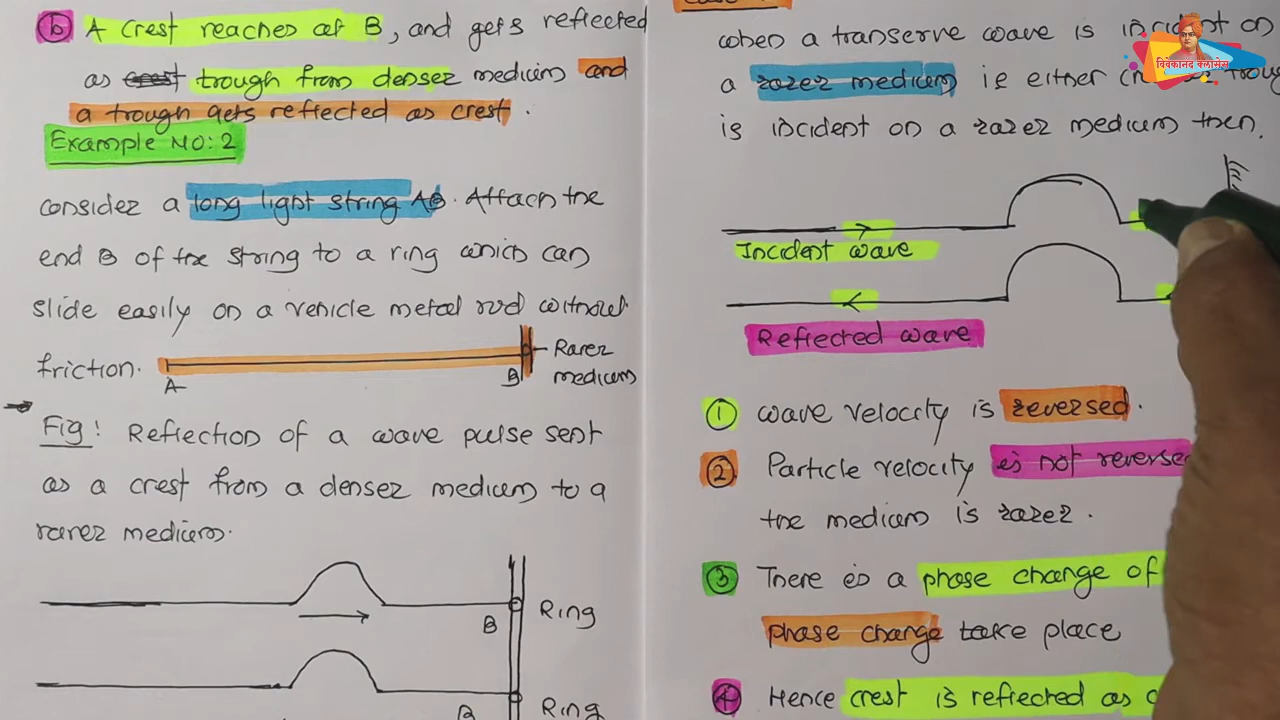 b A crest reaches at B, and gets reflected
as crest trough from denser medium and
a trough gets reflected as crest.
Example NO: 2
consider a long light string AB. Attach the
end B of the string to a ring which can
slide easily on a vehicle metal rod without
friction.
A
B
Rarer
medium
Fig: Reflection of a wave pulse sent
as a crest from a denser medium to a
rarer medium.
B
Ring
B
Ring
when a transerve wave is incident on
a rarer medium ie either
is incident on a rarer medium then.
Incident wave
Reflected wave
1 wave velocity is reversed.
2 Particle velocity is not reverse
the medium is rarer.
3 There is a phase change of
phase change take place
4 Hence crest is reflected as
विवेकानंद क्लासेस